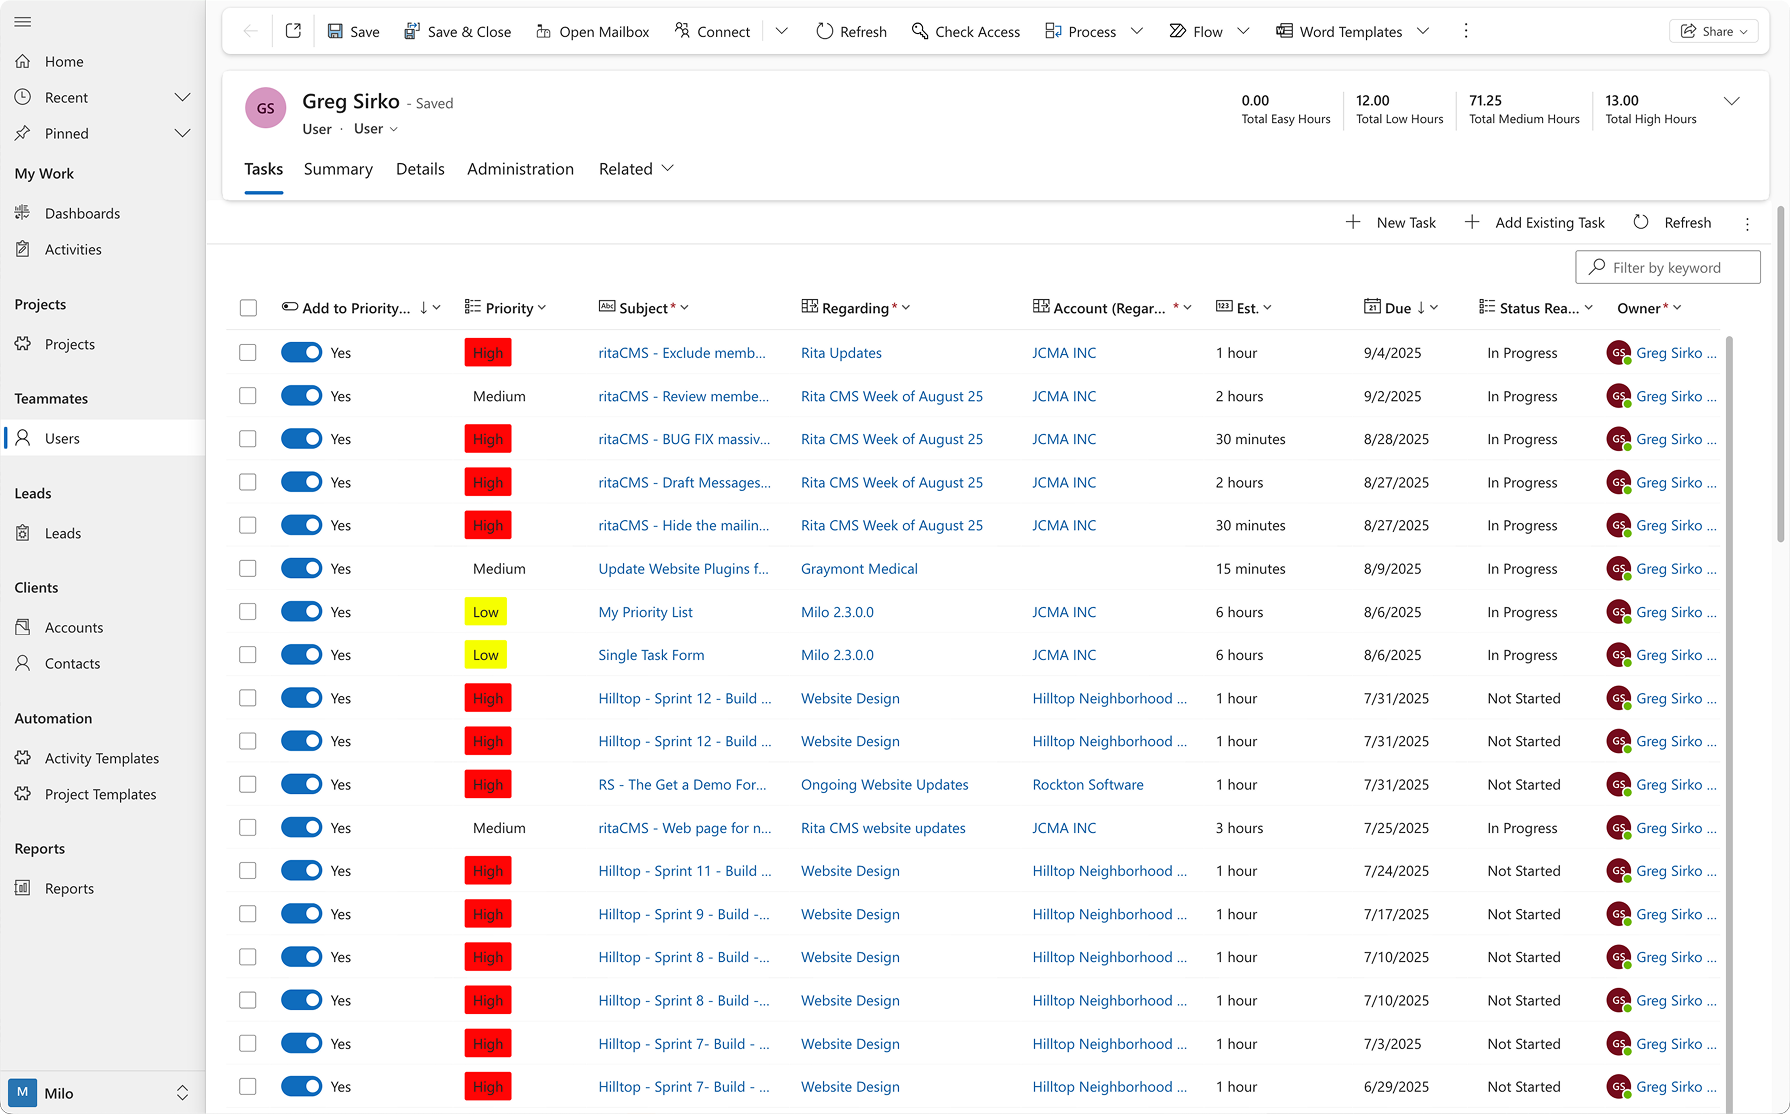 Home
Recent
Pinned
My Work
Dashboards
Activities
Projects
Projects
Teammates
Users
Leads
Leads
Clients
Accounts
Contacts
Automation
Activity Templates
Project Templates
Reports
Reports
M Milo
Save Save & Close Open Mailbox Connect Refresh Check Access Process Flow Word Templates Share
GS Greg Sirko - Saved
User · User
0.00 12.00 71.25 13.00
Total Easy Hours Total Low Hours Total Medium Hours Total High Hours
Tasks Summary Details Administration Related
New Task Add Existing Task Refresh
Filter by keyword
Add to Priority... Priority Abc Subject* Regarding* Account (Regar... * 123 Est. 21 Due Status Rea... Owner*
Yes High ritaCMS - Exclude memb... Rita Updates JCMA INC 1 hour 9/4/2025 In Progress GS Greg Sirko ...
Yes Medium ritaCMS - Review membe... Rita CMS Week of August 25 JCMA INC 2 hours 9/2/2025 In Progress GS Greg Sirko ...
Yes High ritaCMS - BUG FIX massiv... Rita CMS Week of August 25 JCMA INC 30 minutes 8/28/2025 In Progress GS Greg Sirko ...
Yes High ritaCMS - Draft Messages... Rita CMS Week of August 25 JCMA INC 2 hours 8/27/2025 In Progress GS Greg Sirko ...
Yes High ritaCMS - Hide the mailin... Rita CMS Week of August 25 JCMA INC 30 minutes 8/27/2025 In Progress GS Greg Sirko ...
Yes Medium Update Website Plugins f... Graymont Medical 15 minutes 8/9/2025 In Progress GS Greg Sirko ...
Yes Low My Priority List Milo 2.3.0.0 JCMA INC 6 hours 8/6/2025 In Progress GS Greg Sirko ...
Yes Low Single Task Form Milo 2.3.0.0 JCMA INC 6 hours 8/6/2025 In Progress GS Greg Sirko ...
Yes High Hilltop - Sprint 12 - Build ... Website Design Hilltop Neighborhood ... 1 hour 7/31/2025 Not Started GS Greg Sirko ...
Yes High Hilltop - Sprint 12 - Build ... Website Design Hilltop Neighborhood ... 1 hour 7/31/2025 Not Started GS Greg Sirko ...
Yes High RS - The Get a Demo For... Ongoing Website Updates Rockton Software 1 hour 7/31/2025 Not Started GS Greg Sirko ...
Yes Medium ritaCMS - Web page for n... Rita CMS website updates JCMA INC 3 hours 7/25/2025 In Progress GS Greg Sirko ...
Yes High Hilltop - Sprint 11 - Build ... Website Design Hilltop Neighborhood ... 1 hour 7/24/2025 Not Started GS Greg Sirko ...
Yes High Hilltop - Sprint 9 - Build -... Website Design Hilltop Neighborhood ... 1 hour 7/17/2025 Not Started GS Greg Sirko ...
Yes High Hilltop - Sprint 8 - Build -... Website Design Hilltop Neighborhood ... 1 hour 7/10/2025 Not Started GS Greg Sirko ...
Yes High Hilltop - Sprint 8 - Build -... Website Design Hilltop Neighborhood ... 1 hour 7/10/2025 Not Started GS Greg Sirko ...
Yes High Hilltop - Sprint 7- Build - ... Website Design Hilltop Neighborhood ... 1 hour 7/3/2025 Not Started GS Greg Sirko ...
Yes High Hilltop - Sprint 7- Build - ... Website Design Hilltop Neighborhood ... 1 hour 6/29/2025 Not Started GS Greg Sirko ...